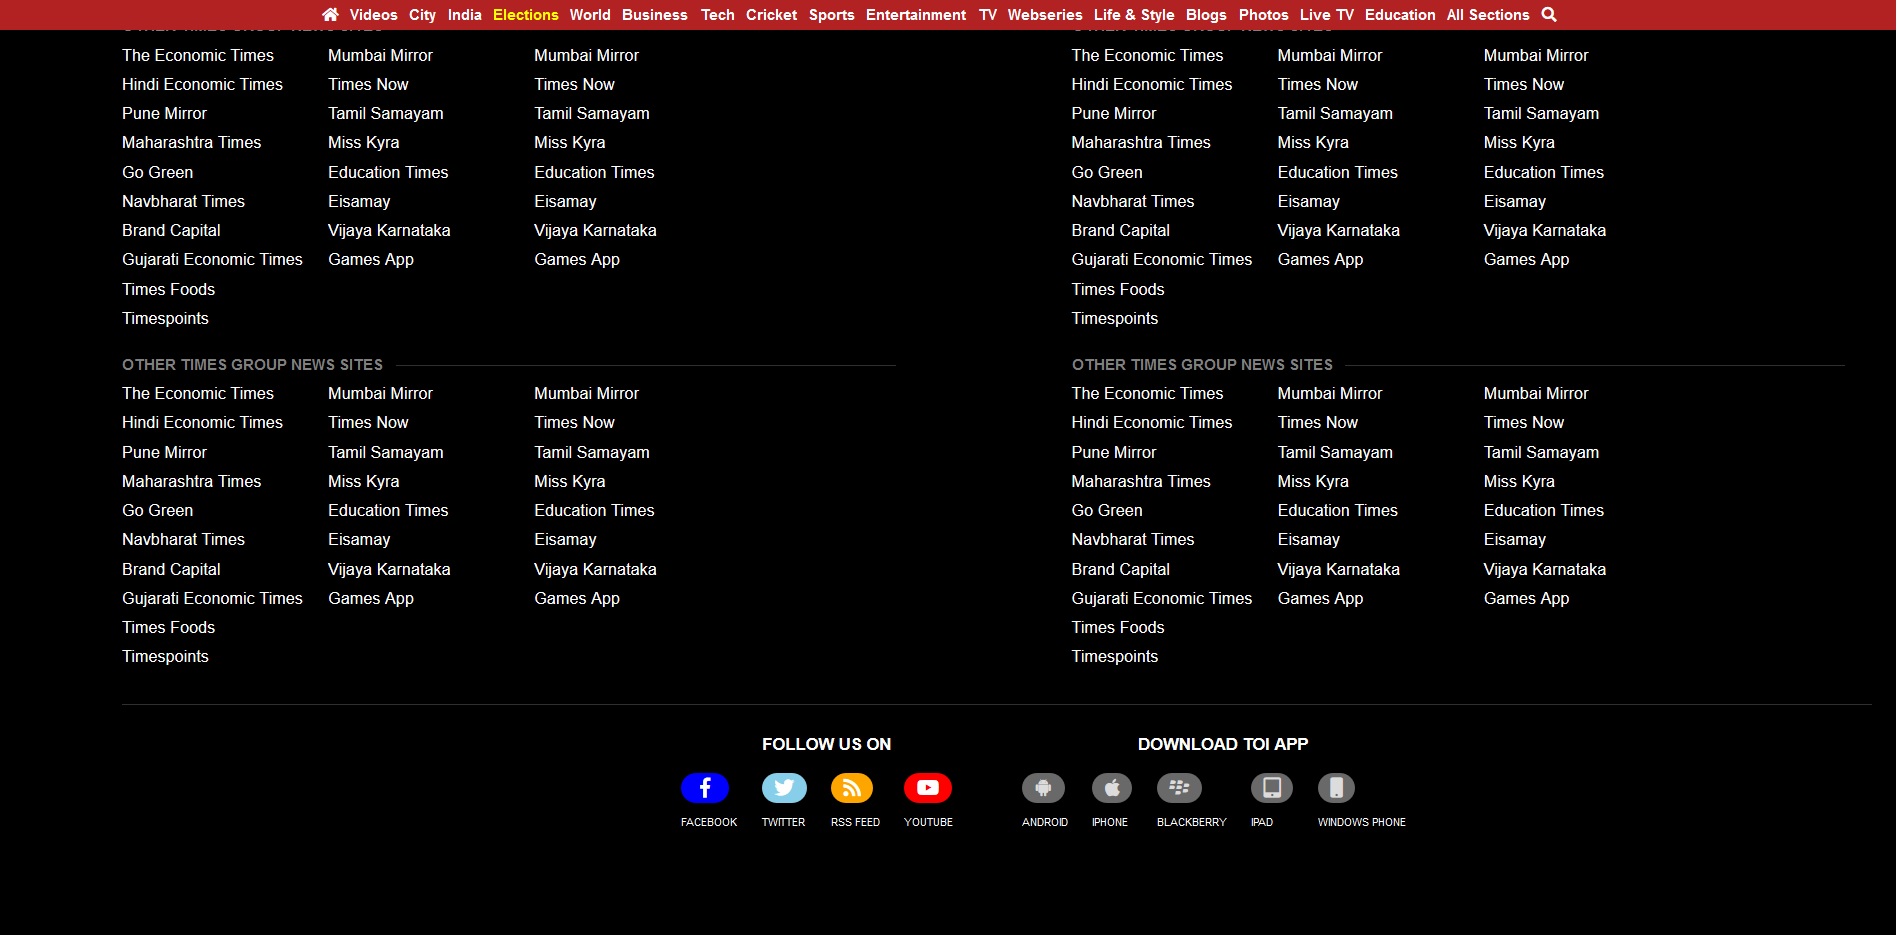 Videos City India Elections World Business Tech Cricket Sports Entertainment TV Webseries Life & Style Blogs Photos Live TV Education All Sections
The Economic Times Mumbai Mirror Mumbai Mirror
Hindi Economic Times Times Now Times Now
Pune Mirror Tamil Samayam Tamil Samayam
Maharashtra Times Miss Kyra Miss Kyra
Go Green Education Times Education Times
Navbharat Times Eisamay Eisamay
Brand Capital Vijaya Karnataka Vijaya Karnataka
Gujarati Economic Times Games App Games App
Times Foods
Timespoints
The Economic Times Mumbai Mirror Mumbai Mirror
Hindi Economic Times Times Now Times Now
Pune Mirror Tamil Samayam Tamil Samayam
Maharashtra Times Miss Kyra Miss Kyra
Go Green Education Times Education Times
Navbharat Times Eisamay Eisamay
Brand Capital Vijaya Karnataka Vijaya Karnataka
Gujarati Economic Times Games App Games App
Times Foods
Timespoints
OTHER TIMES GROUP NEWS SITES
The Economic Times Mumbai Mirror Mumbai Mirror
Hindi Economic Times Times Now Times Now
Pune Mirror Tamil Samayam Tamil Samayam
Maharashtra Times Miss Kyra Miss Kyra
Go Green Education Times Education Times
Navbharat Times Eisamay Eisamay
Brand Capital Vijaya Karnataka Vijaya Karnataka
Gujarati Economic Times Games App Games App
Times Foods
Timespoints
OTHER TIMES GROUP NEWS SITES
The Economic Times Mumbai Mirror Mumbai Mirror
Hindi Economic Times Times Now Times Now
Pune Mirror Tamil Samayam Tamil Samayam
Maharashtra Times Miss Kyra Miss Kyra
Go Green Education Times Education Times
Navbharat Times Eisamay Eisamay
Brand Capital Vijaya Karnataka Vijaya Karnataka
Gujarati Economic Times Games App Games App
Times Foods
Timespoints
FOLLOW US ON
FACEBOOK TWITTER RSS FEED YOUTUBE
DOWNLOAD TOI APP
ANDROID IPHONE BLACKBERRY IPAD WINDOWS PHONE